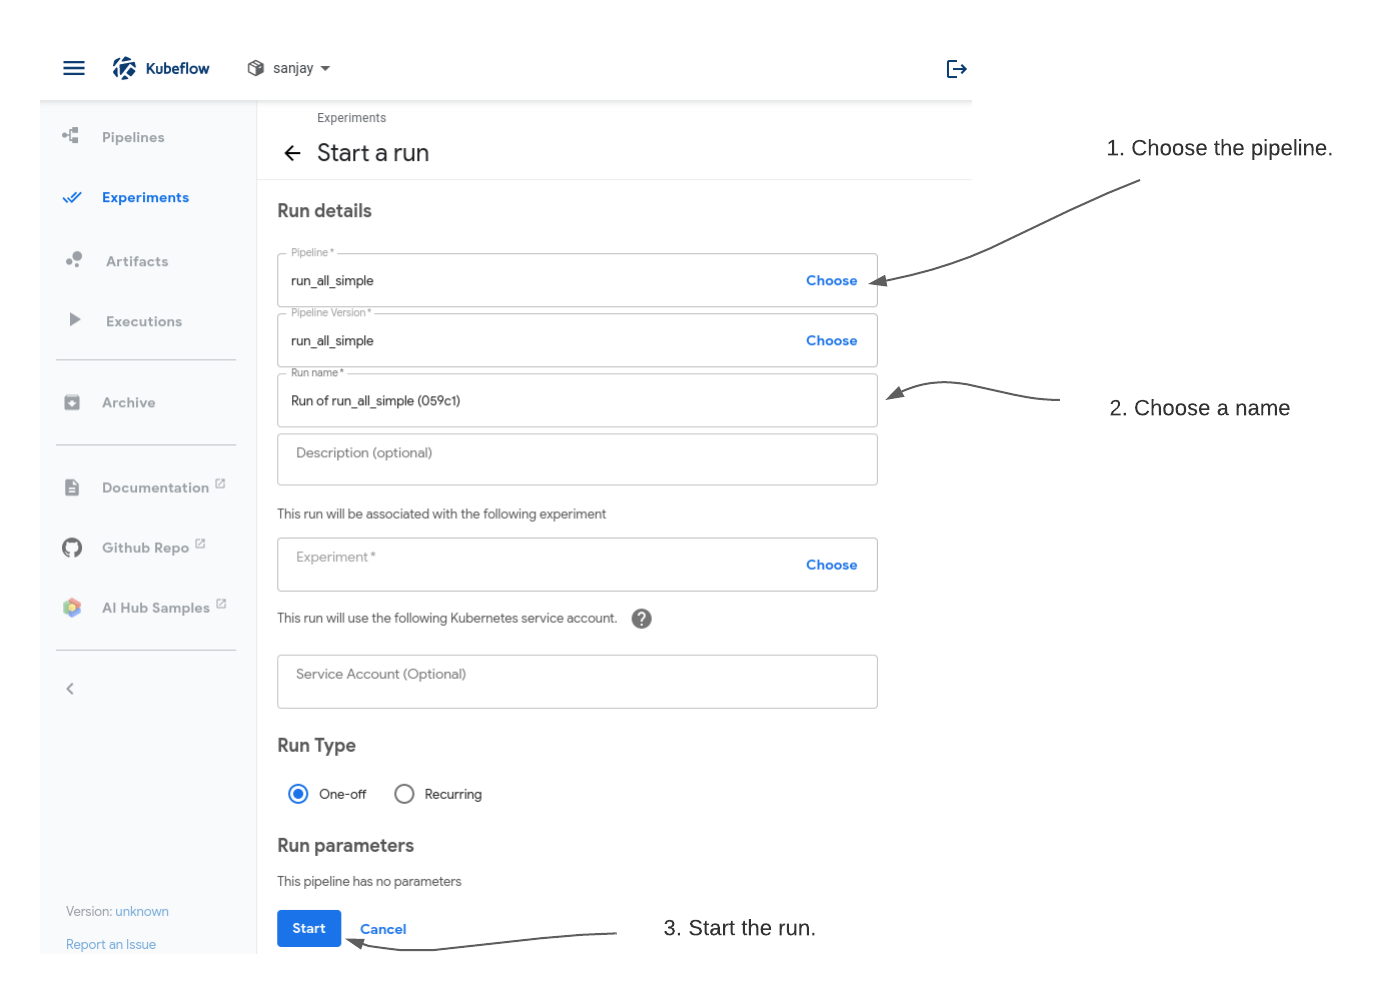 Kubeflow
sanjay
Pipelines
Experiments
Artifacts
Executions
Archive
Documentation
Github Repo
AI Hub Samples
Version: unknown
Report an Issue
Experiments
Start a run
Run details
Pipeline *
run_all_simple
Choose
Pipeline Version *
run_all_simple
Choose
Run name *
Run of run_all_simple (059c1)
Description (optional)
This run will be associated with the following experiment
Experiment *
Choose
This run will use the following Kubernetes service account. ?
Service Account (Optional)
Run Type
One-off
Recurring
Run parameters
This pipeline has no parameters
Start
Cancel
1. Choose the pipeline.
2. Choose a name
3. Start the run.